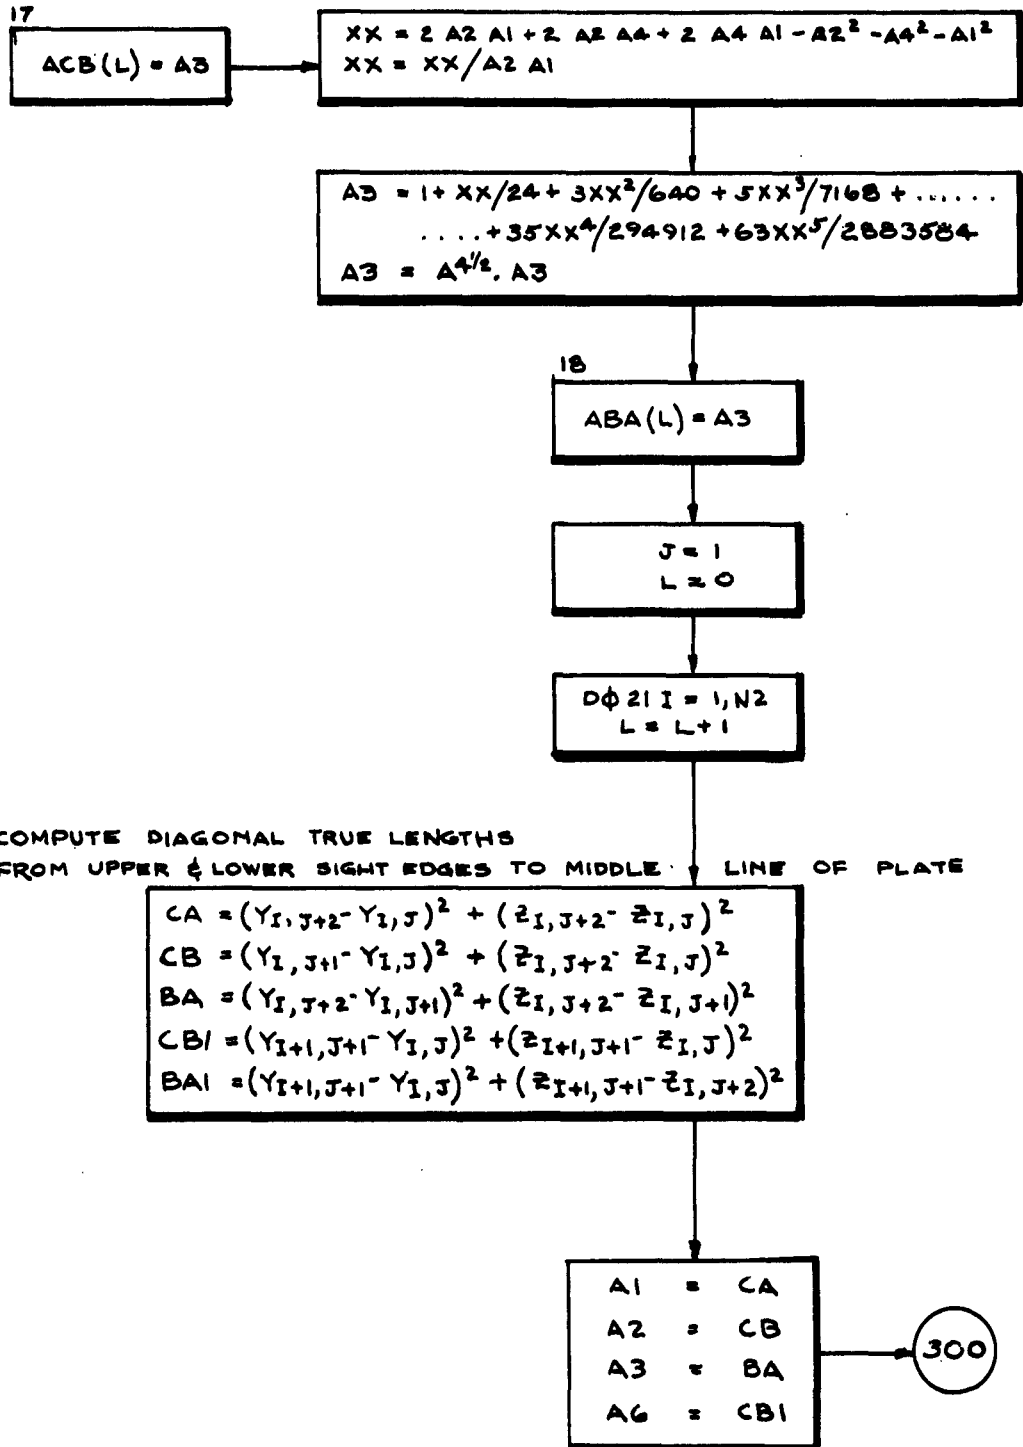 17
ACB(L) = A3
XX = 2 A2 A1 + 2 A2 A4 + 2 A4 A1 - A2² - A4² - A1²
XX = XX/A2 A1
A3 = 1 + XX/24 + 3XX²/640 + 5XX³/7168 + ......
.... + 35XX⁴/294912 + 63XX⁵/2883584
A3 = A4^1/2. A3
18
ABA(L) = A3
J = 1
L = 0
DΦ 21 I = 1, N2
L = L + 1
COMPUTE DIAGONAL TRUE LENGTHS
FROM UPPER & LOWER SIGHT EDGES TO MIDDLE LINE OF PLATE
CA = (Y_I,J+2 - Y_I,J)² + (Z_I,J+2 - Z_I,J)²
CB = (Y_I,J+1 - Y_I,J)² + (Z_I,J+2 - Z_I,J)²
BA = (Y_I,J+2 - Y_I,J+1)² + (Z_I,J+2 - Z_I,J+1)²
CB1 = (Y_I+1,J+1 - Y_I,J)² + (Z_I+1,J+1 - Z_I,J)²
BA1 = (Y_I+1,J+1 - Y_I,J)² + (Z_I+1,J+1 - Z_I,J+2)²
A1 = CA
A2 = CB
A3 = BA
A6 = CB1
300